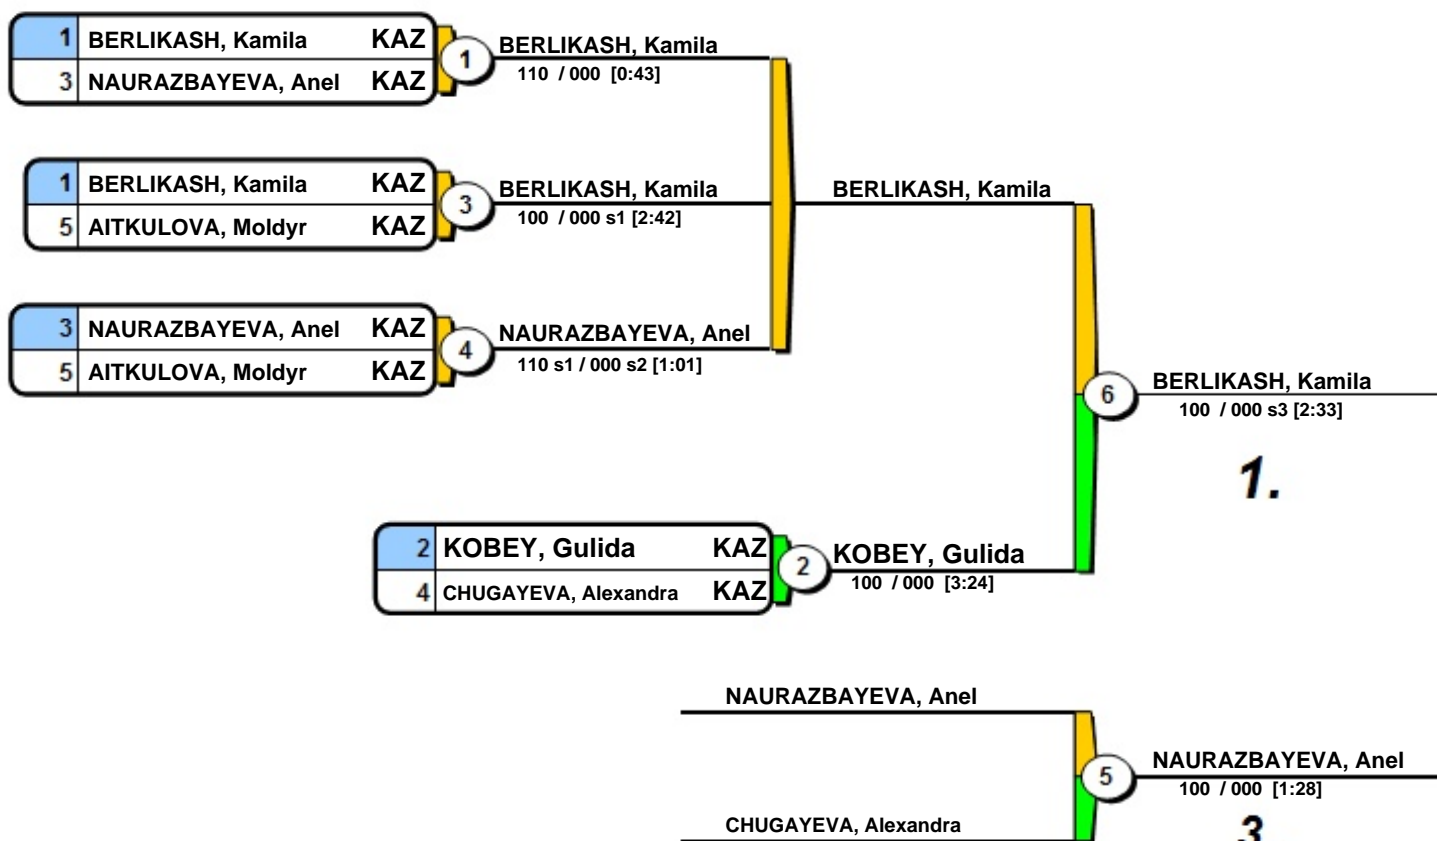 1 BERLIKASH, Kamila KAZ
3 NAURAZBAYEVA, Anel KAZ
1
BERLIKASH, Kamila
110 / 000 [0:43]
1 BERLIKASH, Kamila KAZ
5 AITKULOVA, Moldyr KAZ
3
BERLIKASH, Kamila
100 / 000 s1 [2:42]
BERLIKASH, Kamila
3 NAURAZBAYEVA, Anel KAZ
5 AITKULOVA, Moldyr KAZ
4
NAURAZBAYEVA, Anel
110 s1 / 000 s2 [1:01]
6
BERLIKASH, Kamila
100 / 000 s3 [2:33]
1.
2 KOBEY, Gulida KAZ
4 CHUGAYEVA, Alexandra KAZ
2
KOBEY, Gulida
100 / 000 [3:24]
NAURAZBAYEVA, Anel
CHUGAYEVA, Alexandra
5
NAURAZBAYEVA, Anel
100 / 000 [1:28]
3